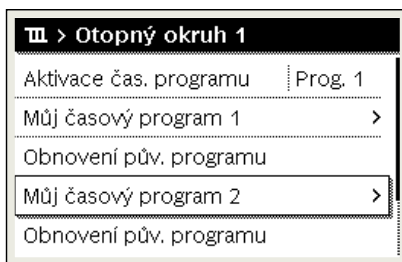 > Otopný okruh 1
Aktivace čas. programu Prog. 1
Můj časový program 1 >
Obnovení pův. programu
Můj časový program 2 >
Obnovení pův. programu